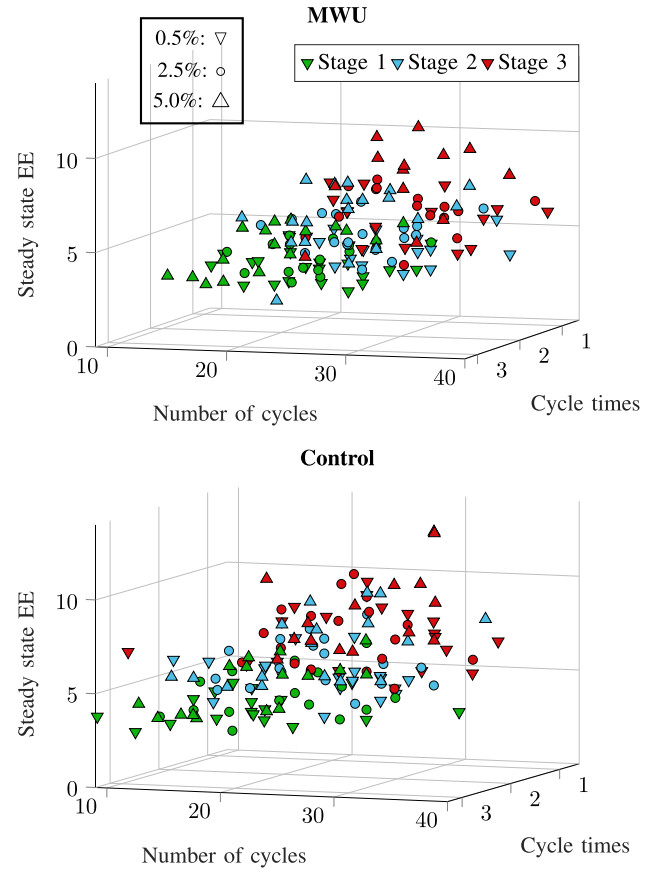 MWU
0.5%:
2.5%:
5.0%:
Stage 1 Stage 2 Stage 3
Steady state EE
10
5
0
10
20
30
40
3
2
1
Number of cycles
Cycle times
Control
Steady state EE
10
5
0
10
20
30
40
3
2
1
Number of cycles
Cycle times